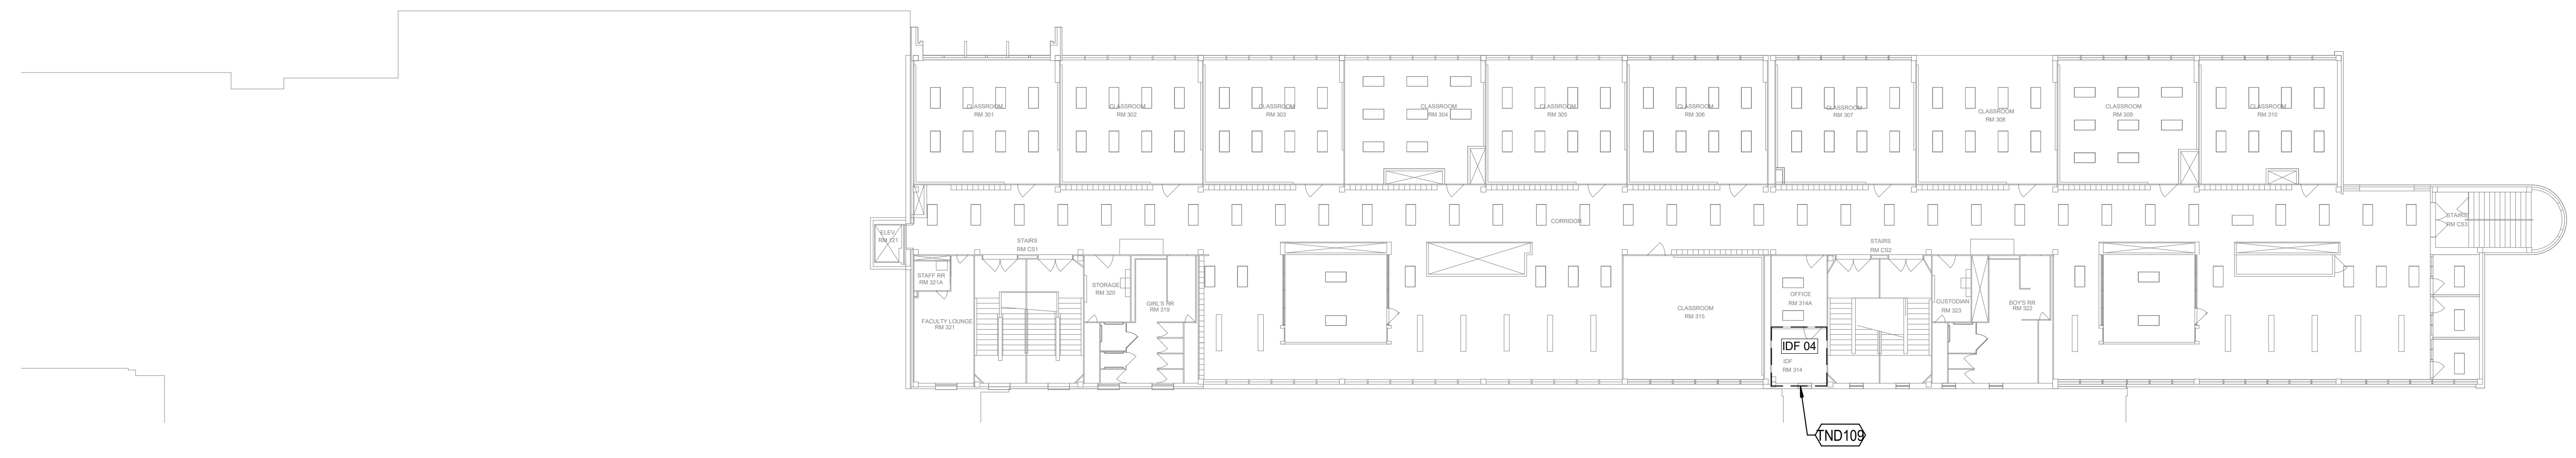 CLASSROOM
RM 301
CLASSROOM
RM 302
CLASSROOM
RM 303
CLASSROOM
RM 304
CLASSROOM
RM 305
CLASSROOM
RM 306
CLASSROOM
RM 307
CLASSROOM
RM 308
CLASSROOM
RM 309
CLASSROOM
RM 310
CORRIDOR
STAIRS
RM CS3
ELEV.
RM 121
STAIRS
RM CS1
STAIRS
RM CS2
STAFF RR
RM 321A
STORAGE
RM 320
GIRL'S RR
RM 319
FACULTY LOUNGE
RM 321
CLASSROOM
RM 315
OFFICE
RM 314A
CUSTODIAN
RM 323
BOY'S RR
RM 322
IDF 04
IDF
RM 314
TND109